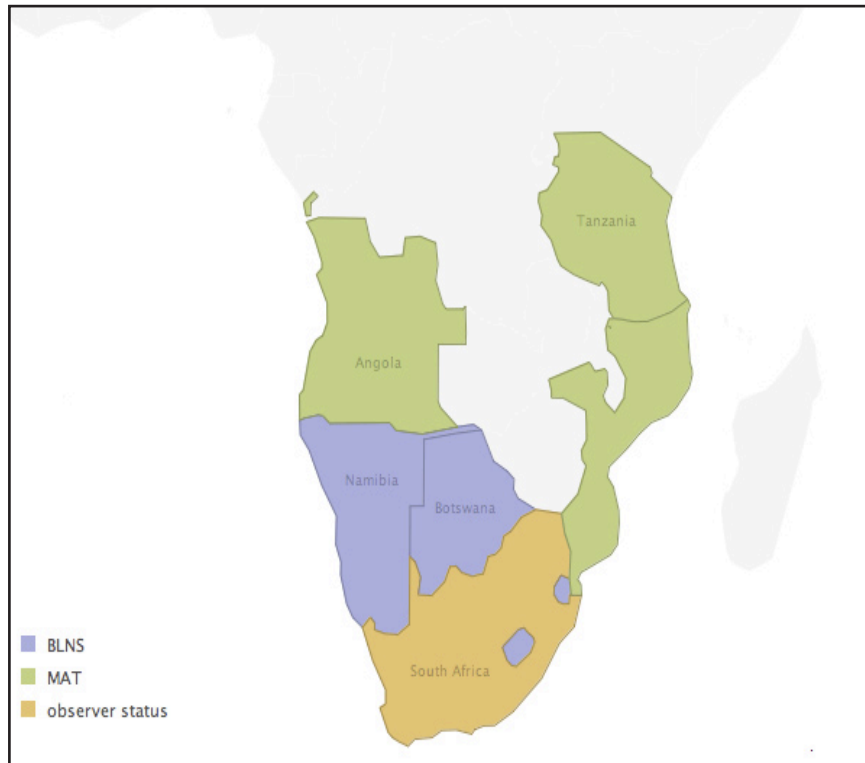 Tanzania
Angola
Namibia
Botswana
South Africa
BLNS
MAT
observer status